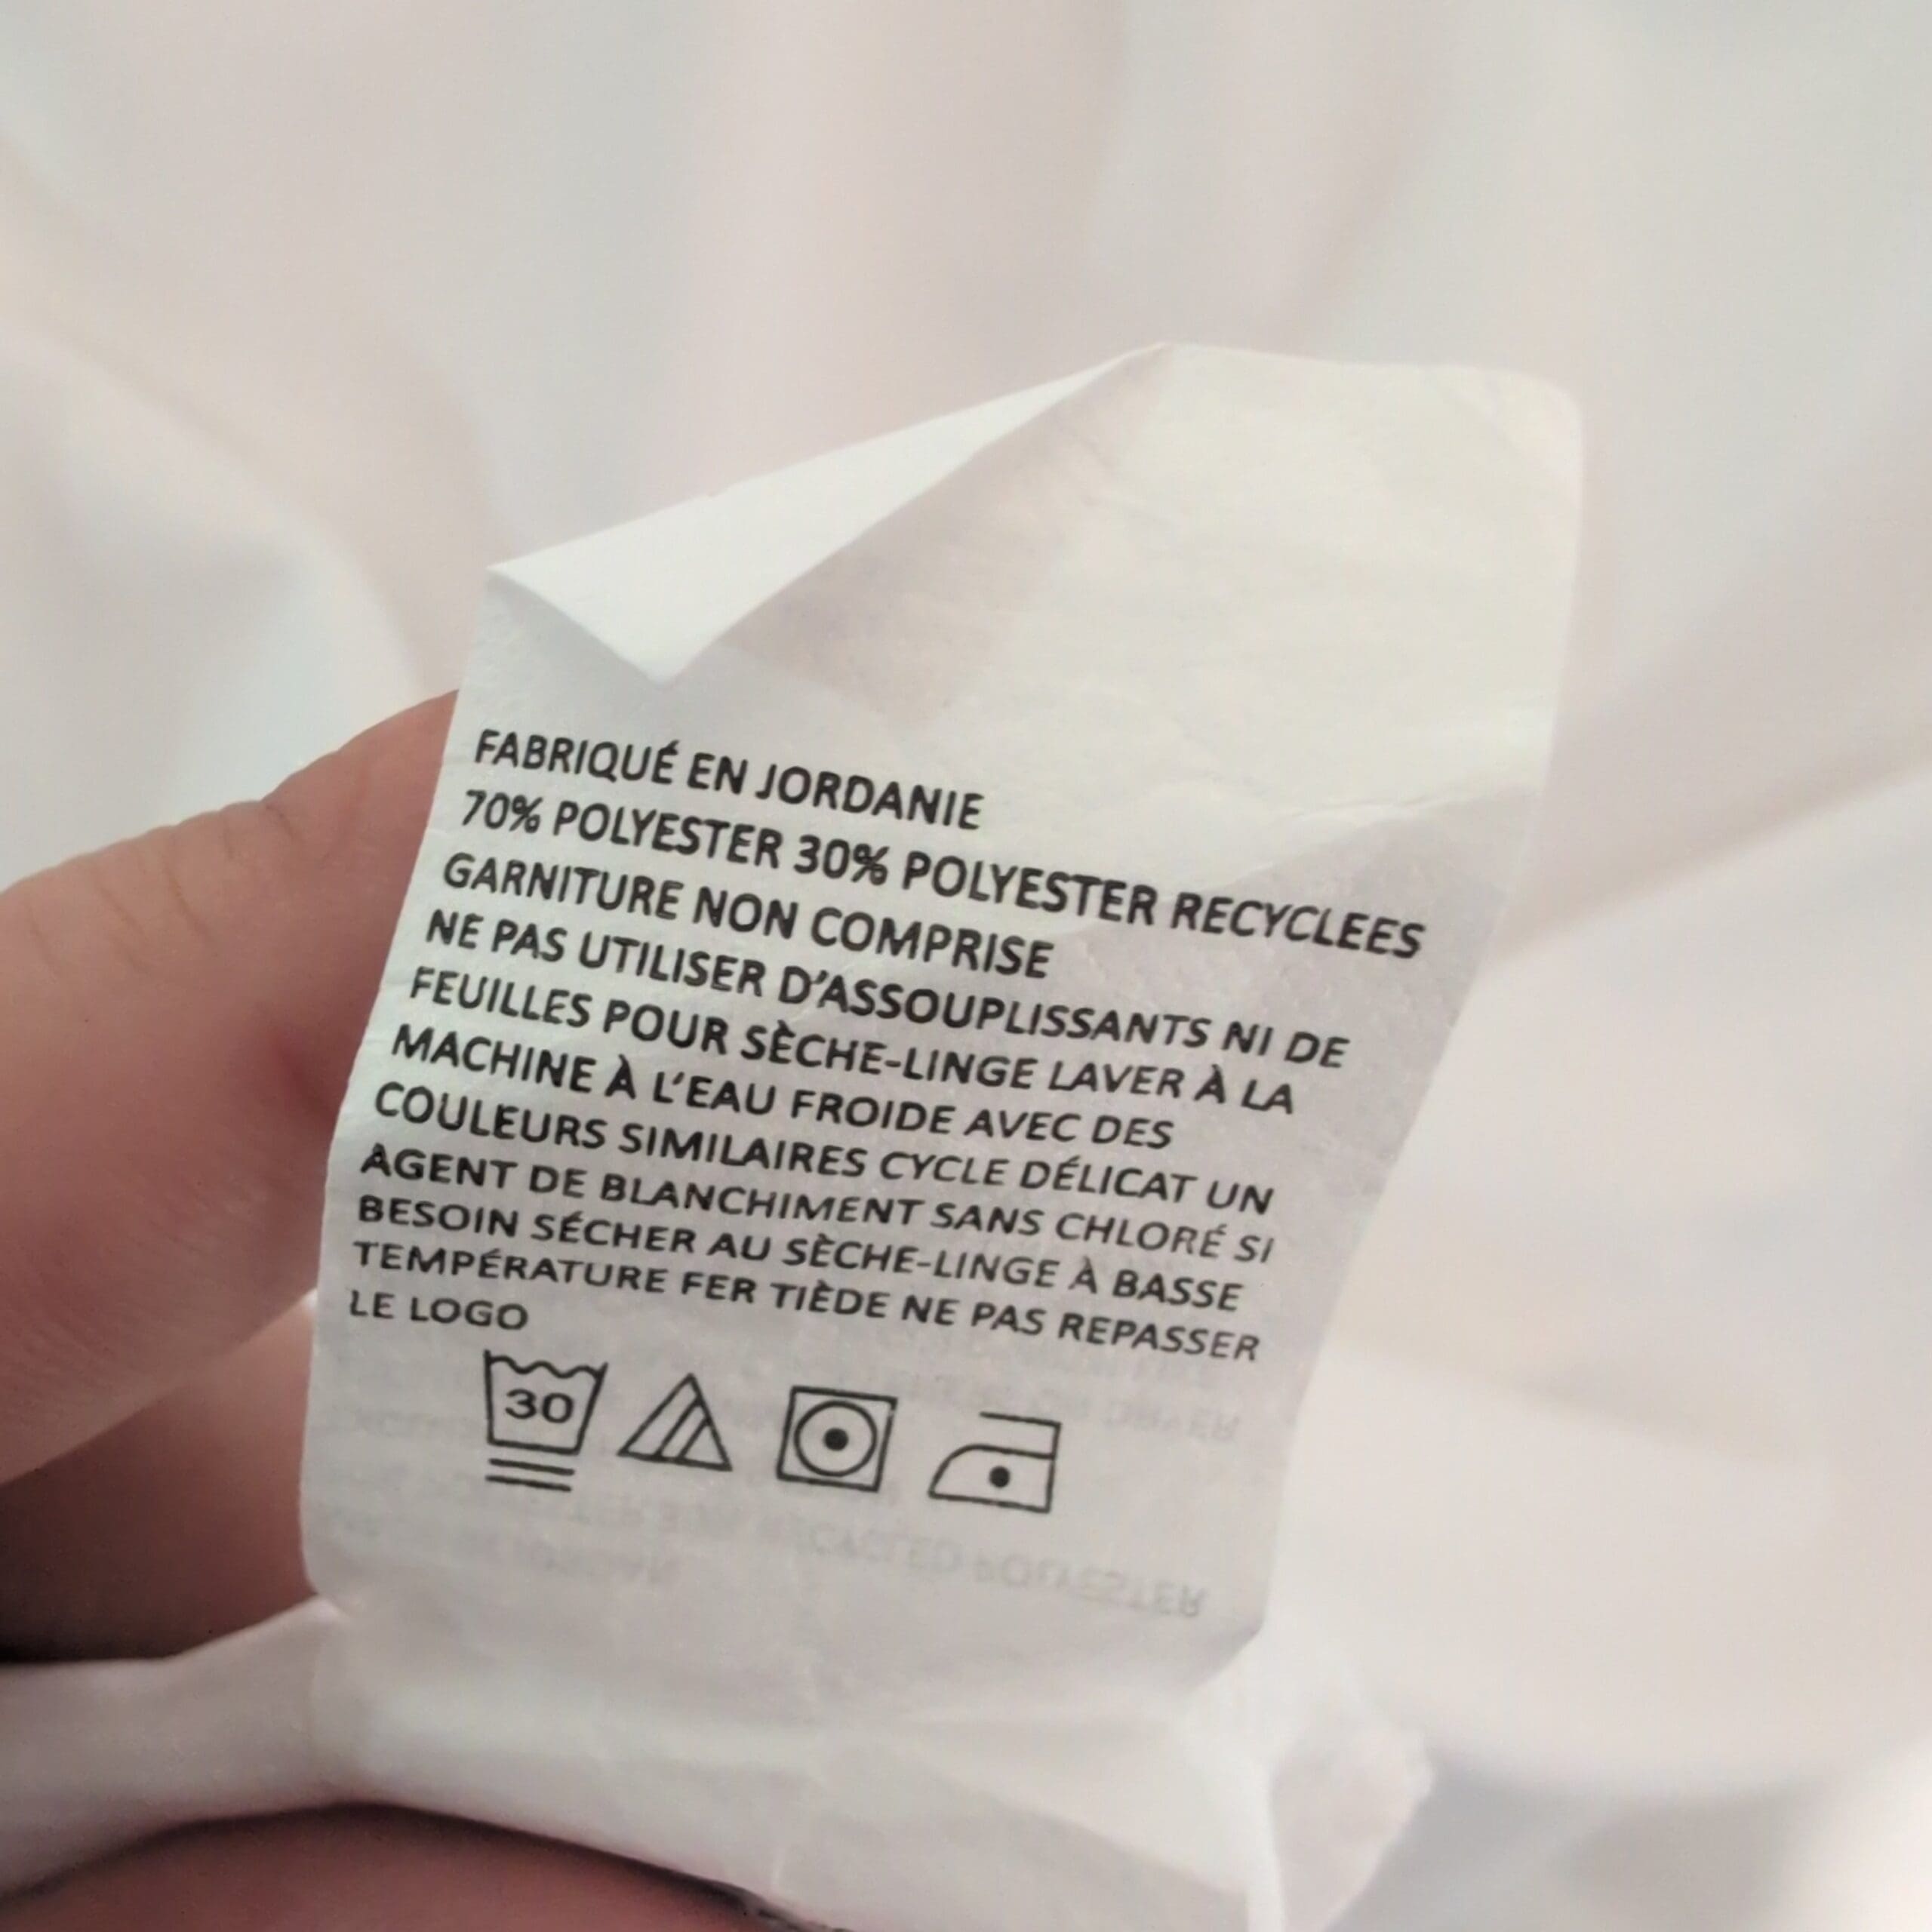 FABRIQUÉ EN JORDANIE
70% POLYESTER 30% POLYESTER RECYCLEES
GARNITURE NON COMPRISE
NE PAS UTILISER D'ASSOUPLISSANTS NI DE
FEUILLES POUR SÈCHE-LINGE LAVER À LA
MACHINE À L'EAU FROIDE AVEC DES
COULEURS SIMILAIRES CYCLE DÉLICAT UN
AGENT DE BLANCHIMENT SANS CHLORÉ SI
BESOIN SÉCHER AU SÈCHE-LINGE À BASSE
TEMPÉRATURE FER TIÈDE NE PAS REPASSER
LE LOGO
30